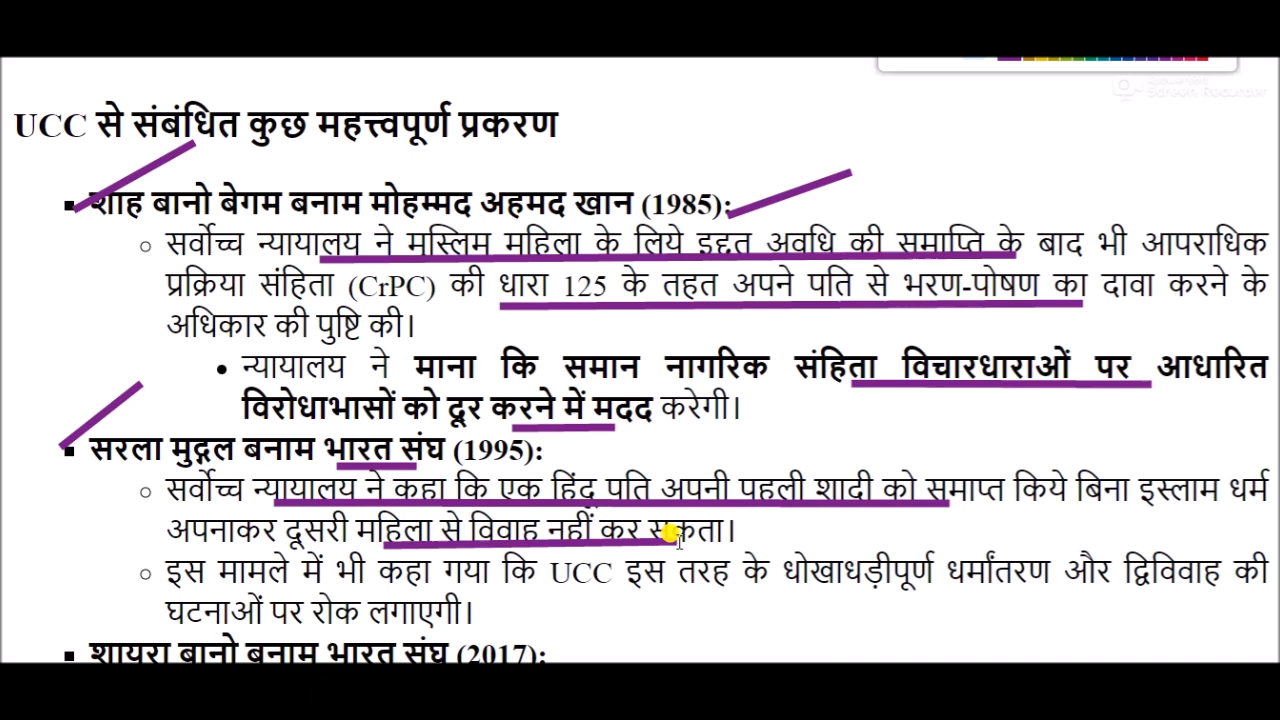 Screen Recorder
UCC से संबंधित कुछ महत्त्वपूर्ण प्रकरण
▪ शाह बानो बेगम बनाम मोहम्मद अहमद खान (1985):
○ सर्वोच्च न्यायालय ने मुस्लिम महिला के लिये इद्दत अवधि की समाप्ति के बाद भी आपराधिक
प्रक्रिया संहिता (CrPC) की धारा 125 के तहत अपने पति से भरण-पोषण का दावा करने के
अधिकार की पुष्टि की।
• न्यायालय ने माना कि समान नागरिक संहिता विचारधाराओं पर आधारित
विरोधाभासों को दूर करने में मदद करेगी।
▪ सरला मुद्गल बनाम भारत संघ (1995):
○ सर्वोच्च न्यायालय ने कहा कि एक हिंदू पति अपनी पहली शादी को समाप्त किये बिना इस्लाम धर्म
अपनाकर दूसरी महिला से विवाह नहीं कर सकता।
○ इस मामले में भी कहा गया कि UCC इस तरह के धोखाधड़ीपूर्ण धर्मांतरण और द्विविवाह की
घटनाओं पर रोक लगाएगी।
▪ शायरा बानो बनाम भारत संघ (2017):